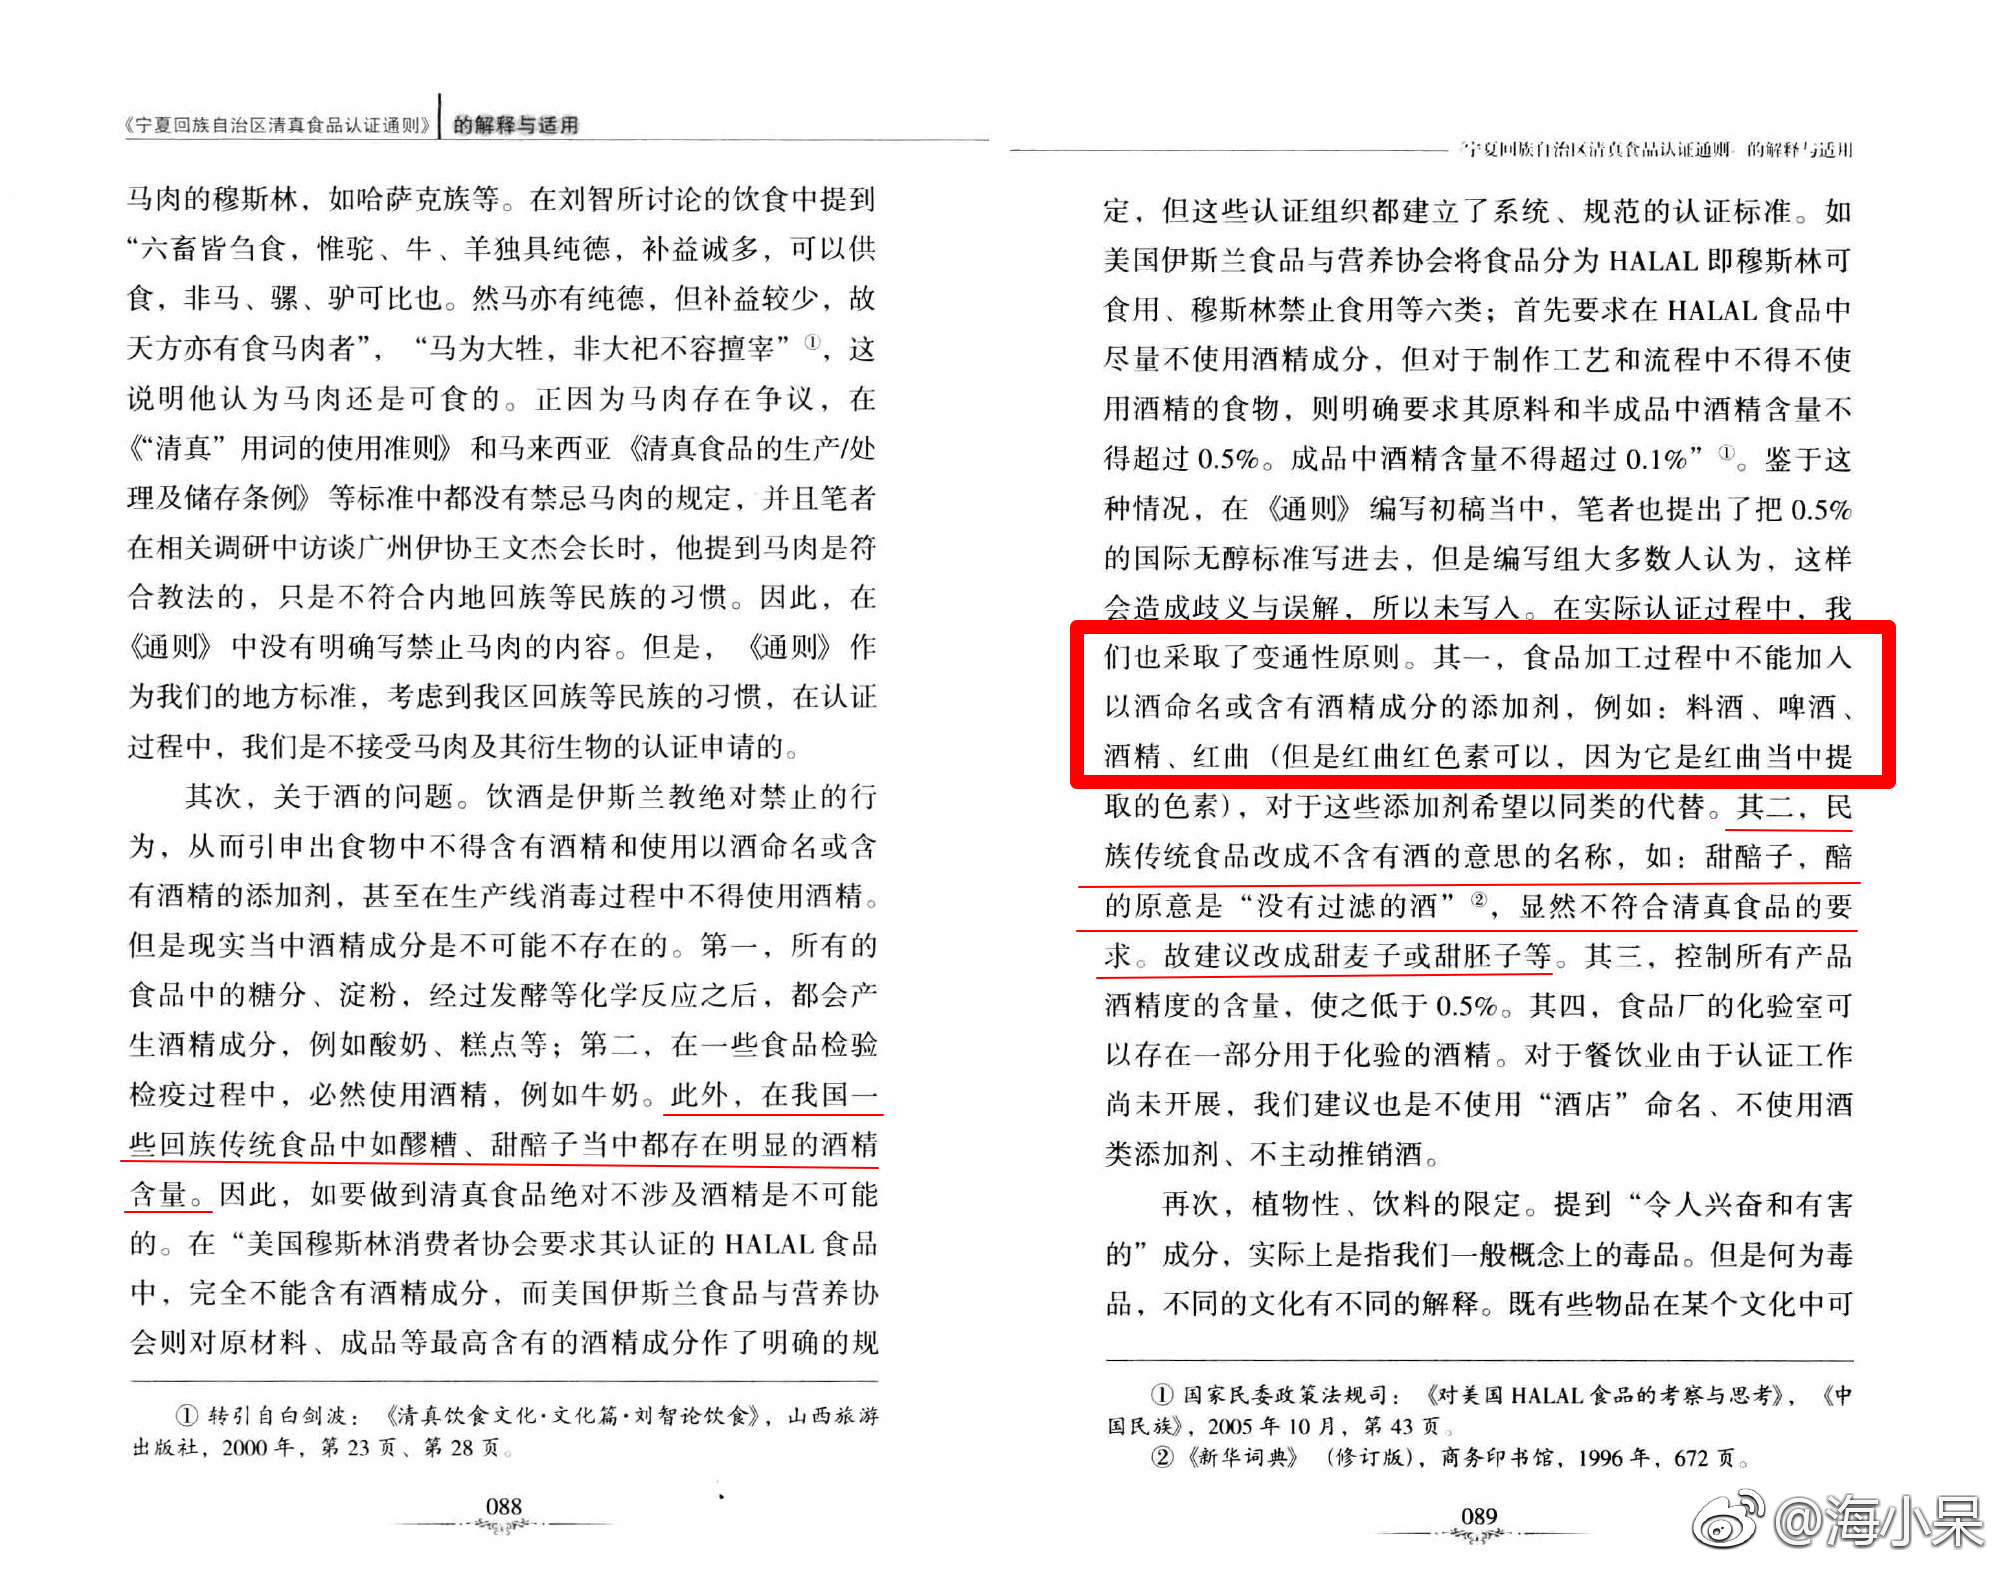 《宁夏回族自治区清真食品认证通则》 的解释与适用
马肉的穆斯林，如哈萨克族等。在刘智所讨论的饮食中提到
“六畜皆刍食，惟驼、牛、羊独具纯德，补益诚多，可以供
食，非马、骡、驴可比也。然马亦有纯德，但补益较少，故
天方亦有食马肉者”，“马为大牲，非大祀不容擅宰”①，这
说明他认为马肉还是可食的。正因为马肉存在争议，在
《“清真”用词的使用准则》和马来西亚《清真食品的生产/处
理及储存条例》等标准中都没有禁忌马肉的规定，并且笔者
在相关调研中访谈广州伊协王文杰会长时，他提到马肉是符
合教法的，只是不符合内地回族等民族的习惯。因此，在
《通则》中没有明确写禁止马肉的内容。但是，《通则》作
为我们的地方标准，考虑到我区回族等民族的习惯，在认证
过程中，我们是不接受马肉及其衍生物的认证申请的。
其次，关于酒的问题。饮酒是伊斯兰教绝对禁止的行
为，从而引申出食物中不得含有酒精和使用以酒命名或含
有酒精的添加剂，甚至在生产线消毒过程中不得使用酒精。
但是现实当中酒精成分是不可能不存在的。第一，所有的
食品中的糖分、淀粉，经过发酵等化学反应之后，都会产
生酒精成分，例如酸奶、糕点等；第二，在一些食品检验
检疫过程中，必然使用酒精，例如牛奶。此外，在我国一
些回族传统食品中如醪糟、甜醅子当中都存在明显的酒精
含量。因此，如要做到清真食品绝对不涉及酒精是不可能
的。在“美国穆斯林消费者协会要求其认证的 HALAL 食品
中，完全不能含有酒精成分，而美国伊斯兰食品与营养协
会则对原材料、成品等最高含有的酒精成分作了明确的规
① 转引自白剑波：《清真饮食文化·文化篇·刘智论饮食》，山西旅游
出版社，2000 年，第 23 页、第 28 页。
088
《宁夏回族自治区清真食品认证通则》的解释与适用
定，但这些认证组织都建立了系统、规范的认证标准。如
美国伊斯兰食品与营养协会将食品分为 HALAL 即穆斯林可
食用、穆斯林禁止食用等六类；首先要求在 HALAL 食品中
尽量不使用酒精成分，但对于制作工艺和流程中不得不使
用酒精的食物，则明确要求其原料和半成品中酒精含量不
得超过 0.5%。成品中酒精含量不得超过 0.1%”①。鉴于这
种情况，在《通则》编写初稿当中，笔者也提出了把 0.5%
的国际无醇标准写进去，但是编写组大多数人认为，这样
会造成歧义与误解，所以未写入。在实际认证过程中，我
们也采取了变通性原则。其一，食品加工过程中不能加入
以酒命名或含有酒精成分的添加剂，例如：料酒、啤酒、
酒精、红曲（但是红曲红色素可以，因为它是红曲当中提
取的色素），对于这些添加剂希望以同类的代替。其二，民
族传统食品改成不含有酒的意思的名称，如：甜醅子，醅
的原意是“没有过滤的酒”②，显然不符合清真食品的要
求。故建议改成甜麦子或甜胚子等。其三，控制所有产品
酒精度的含量，使之低于 0.5%。其四，食品厂的化验室可
以存在一部分用于化验的酒精。对于餐饮业由于认证工作
尚未开展，我们建议也是不使用“酒店”命名、不使用酒
类添加剂、不主动推销酒。
再次，植物性、饮料的限定。提到“令人兴奋和有害
的”成分，实际上是指我们一般概念上的毒品。但是何为毒
品，不同的文化有不同的解释。既有些物品在某个文化中可
① 国家民委政策法规司：《对美国 HALAL 食品的考察与思考》，《中
国民族》，2005 年 10 月，第 43 页。
② 《新华词典》（修订版），商务印书馆，1996 年，672 页。
089
@海小呆